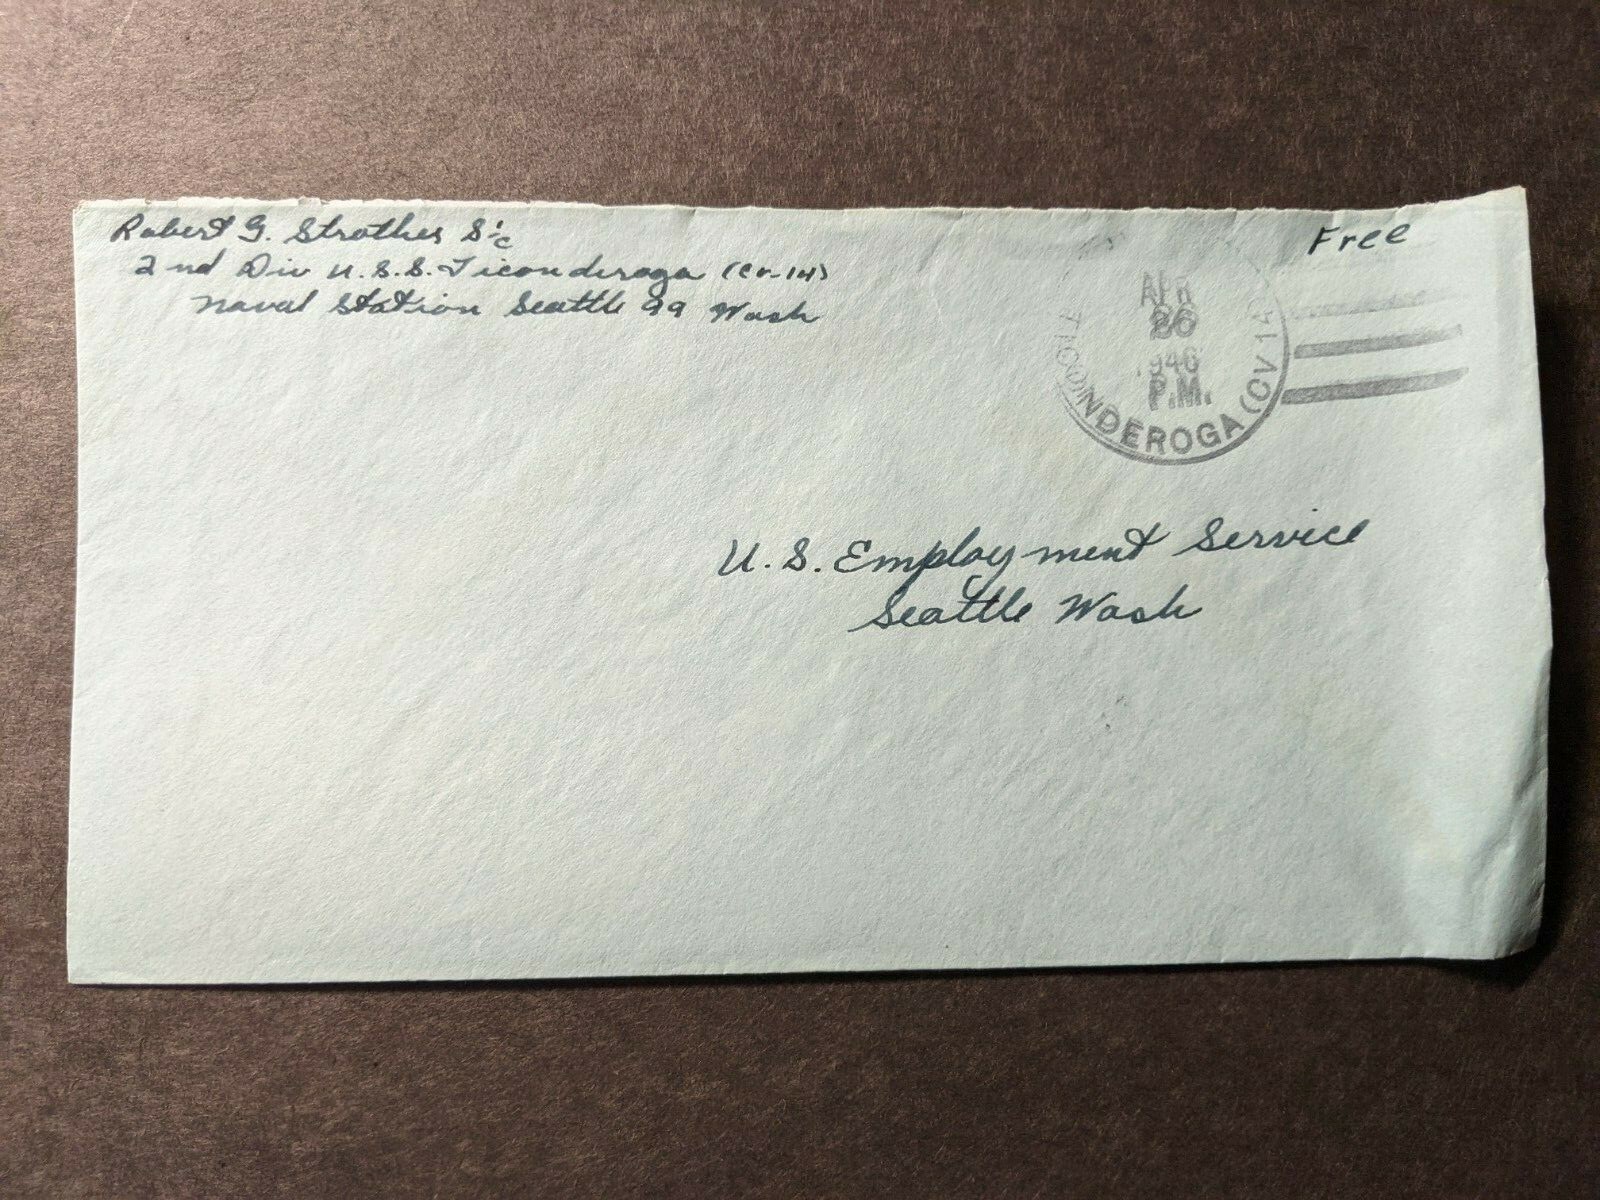 Robert G. Strother S1/c
2nd Div U.S.S. Ticonderoga (CV-14)
Naval Station Seattle 99 Wash
Free
APR
26
1946
P.M.
TICONDEROGA (CV 14)
U.S. Employment Service
Seattle Wash